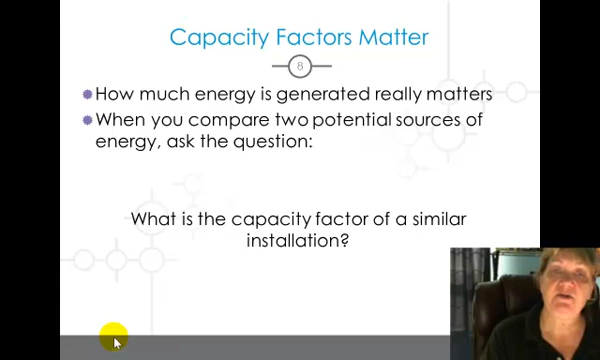 Capacity Factors Matter
8
How much energy is generated really matters
When you compare two potential sources of
energy, ask the question:
What is the capacity factor of a similar
installation?